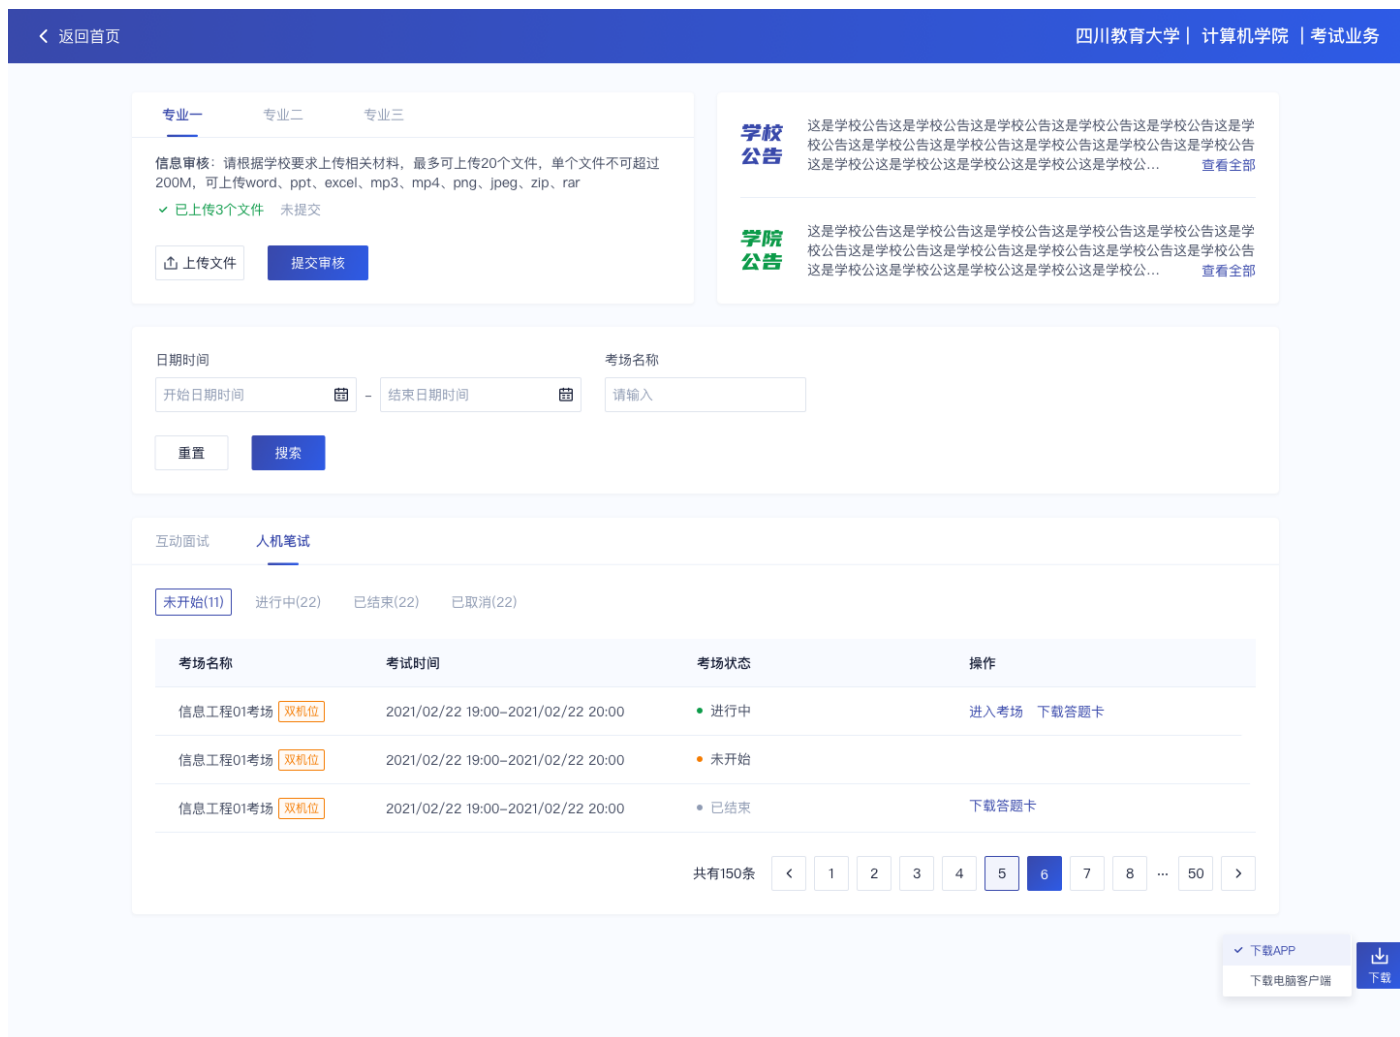 返回首页
四川教育大学 | 计算机学院 | 考试业务
专业一 专业二 专业三
信息审核：请根据学校要求上传相关材料，最多可上传20个文件，单个文件不可超过
200M，可上传word、ppt、excel、mp3、mp4、png、jpeg、zip、rar
已上传3个文件 未提交
上传文件 提交审核
学校
公告
这是学校公告这是学校公告这是学校公告这是学校公告这是学校公告这是学
校公告这是学校公告这是学校公告这是学校公告这是学校公告这是学校公告
这是学校公这是学校公这是学校公这是学校公这是学校公... 查看全部
学院
公告
这是学校公告这是学校公告这是学校公告这是学校公告这是学校公告这是学
校公告这是学校公告这是学校公告这是学校公告这是学校公告这是学校公告
这是学校公这是学校公这是学校公这是学校公这是学校公... 查看全部
日期时间 考场名称
开始日期时间 - 结束日期时间 请输入
重置 搜索
互动面试 人机笔试
未开始(11) 进行中(22) 已结束(22) 已取消(22)
考场名称 考试时间 考场状态 操作
信息工程01考场 双机位 2021/02/22 19:00-2021/02/22 20:00 进行中 进入考场 下载答题卡
信息工程01考场 双机位 2021/02/22 19:00-2021/02/22 20:00 未开始
信息工程01考场 双机位 2021/02/22 19:00-2021/02/22 20:00 已结束 下载答题卡
共有150条 1 2 3 4 5 6 7 8 ... 50
下载APP
下载电脑客户端
下载